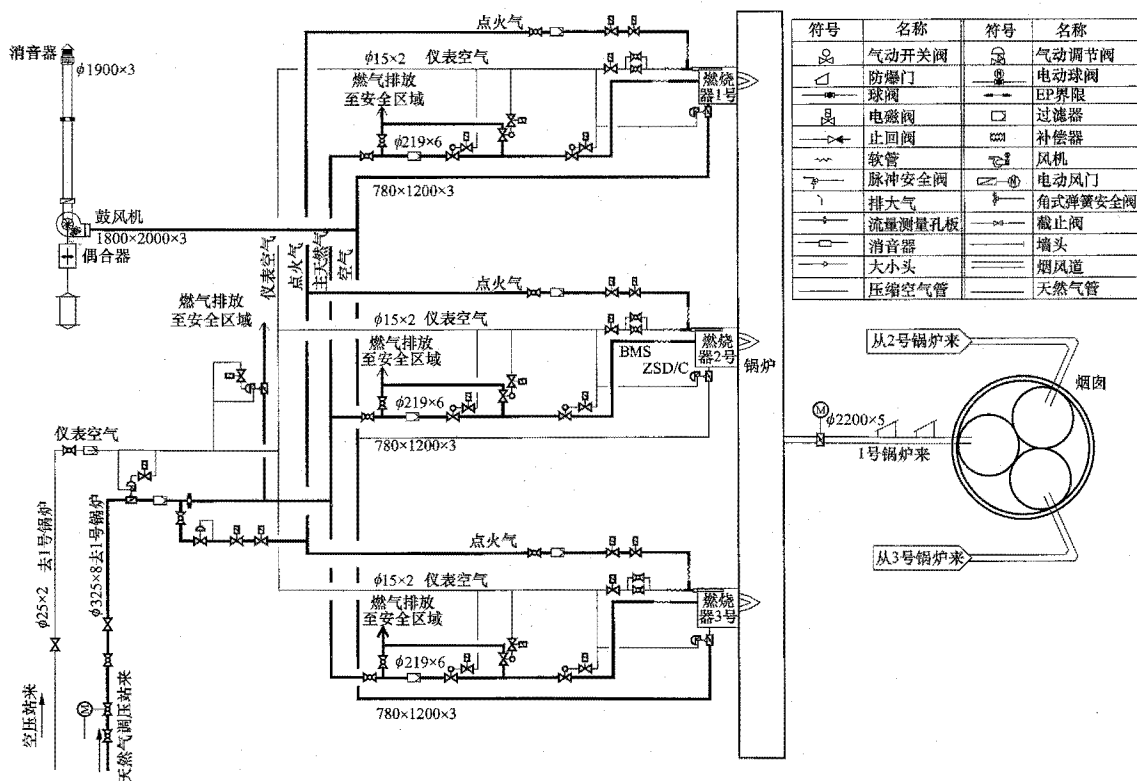 消音器
ϕ1900×3
鼓风机
1800×2000×3
偶合器
点火气
ϕ15×2 仪表空气
燃气排放
至安全区域
ϕ219×6
780×1200×3
燃烧
器1号
仪表空气
点火气
主天然气
空气
燃气排放
至安全区域
点火气
ϕ15×2 仪表空气
燃气排放
至安全区域
BMS
ZSD/C
ϕ219×6
780×1200×3
燃烧
器2号
锅炉
仪表空气
ϕ25×2 去1号锅炉
ϕ325×8去1号锅炉
点火气
ϕ15×2 仪表空气
燃气排放
至安全区域
ϕ219×6
780×1200×3
燃烧
器3号
M
空压站来
天然气调压站来
符号 名称 符号 名称
气动开关阀 气动调节阀
防爆门 电动球阀
球阀 EP界限
电磁阀 过滤器
止回阀 补偿器
软管 风机
脉冲安全阀 电动风门
排大气 角式弹簧安全阀
流量测量孔板 截止阀
消音器 墙头
大小头 烟风道
压缩空气管 天然气管
从2号锅炉来
烟囱
M
ϕ2200×5
1号锅炉来
从3号锅炉来